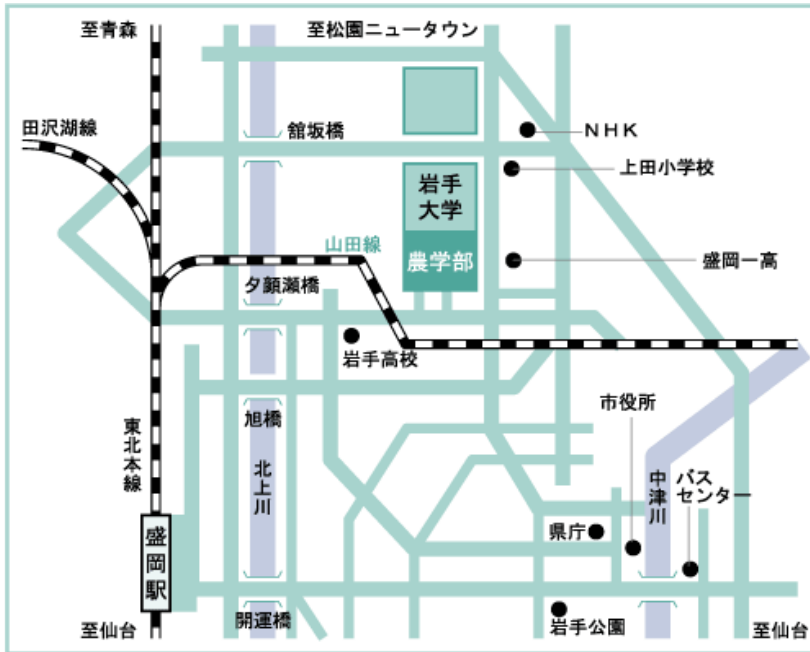 至青森
至松園ニュータウン
田沢湖線
舘坂橋
NHK
上田小学校
岩手
大学
山田線
農学部
盛岡一高
夕顔瀬橋
岩手高校
市役所
旭橋
東北本線
北上川
中津川
バス
センター
盛岡駅
県庁
開運橋
岩手公園
至仙台
至仙台